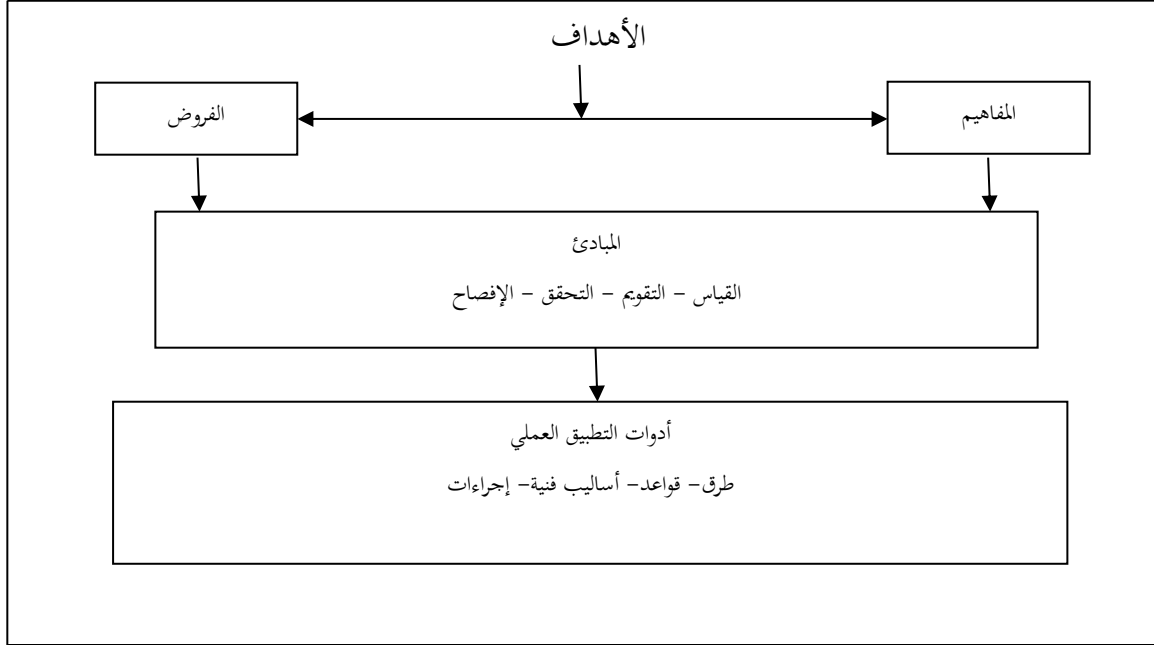 الأهداف
المفاهيم
الفروض
المبادئ
القياس – التقويم – التحقق – الإفصاح
أدوات التطبيق العملي
طرق– قواعد– أساليب فنية– إجراءات